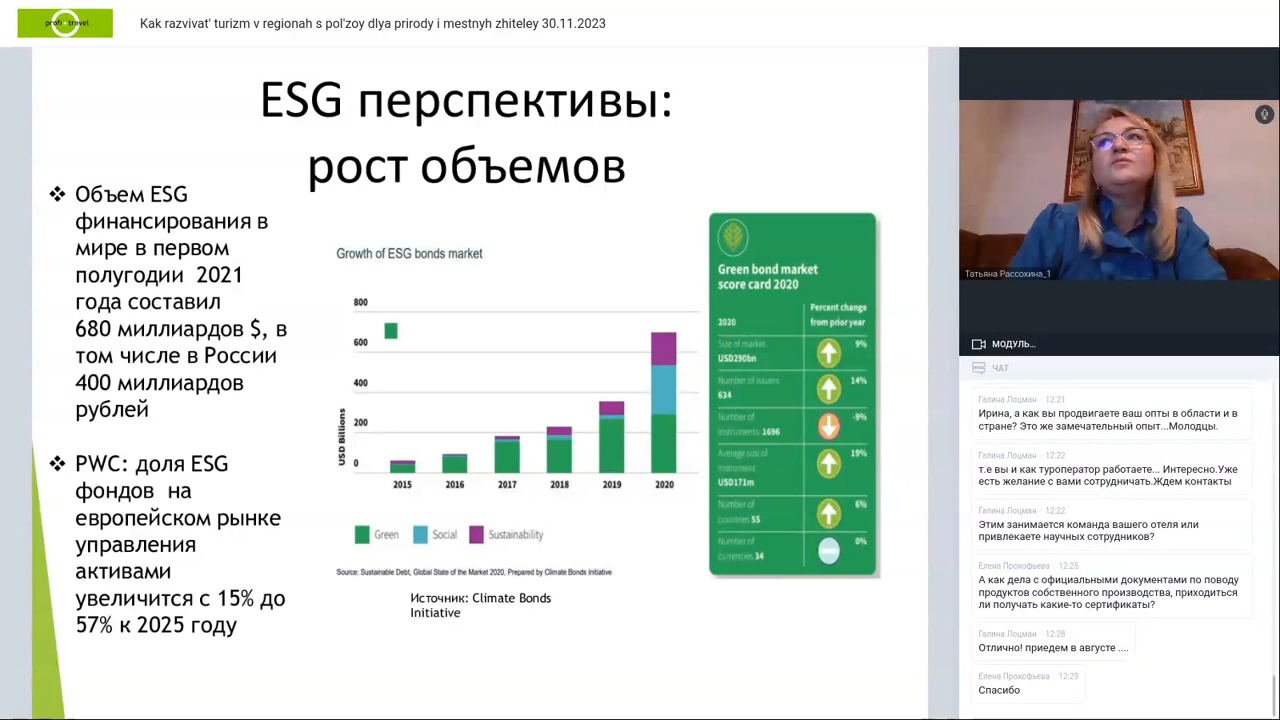 profi travel
Kak razvivat' turizm v regionah s pol'zoy dlya prirody i mestnyh zhiteley 30.11.2023
ESG перспективы:
рост объемов
❖ Объем ESG
финансирования в
мире в первом
полугодии 2021
года составил
680 миллиардов $, в
том числе в России
400 миллиардов
рублей
❖ PWC: доля ESG
фондов на
европейском рынке
управления
активами
увеличится с 15% до
57% к 2025 году
Growth of ESG bonds market
USD Billions
800
600
400
200
0
2015 2016 2017 2018 2019 2020
Green Social Sustainability
Source: Sustainable Debt, Global State of the Market 2020, Prepared by Climate Bonds Initiative
Источник: Climate Bonds
Initiative
Green bond market
score card 2020
Percent change
2020 from prior year
Size of market 9%
USD290bn
Number of issuers 14%
634
Number of -9%
instruments 1696
Average size of 19%
instrument
USD171m
Number of 6%
countries 55
Number of 0%
currencies 34
Татьяна Рассохина_1
модуль...
ЧАТ
Галина Лоцман · 12:21
Ирина, а как вы продвигаете ваш опты в области и в
стране? Это же замечательный опыт...Молодцы.
Галина Лоцман · 12:22
т.е вы и как туроператор работаете... Интересно.Уже
есть желание с вами сотрудничать.Ждем контакты
Галина Лоцман · 12:22
Этим занимается команда вашего отеля или
привлекаете научных сотрудников?
Елена Прокофьева · 12:25
А как дела с официальными документами по поводу
продуктов собственного производства, приходиться
ли получать какие-то сертификаты?
Галина Лоцман · 12:28
Отлично! приедем в августе ....
Елена Прокофьева · 12:29
Спасибо